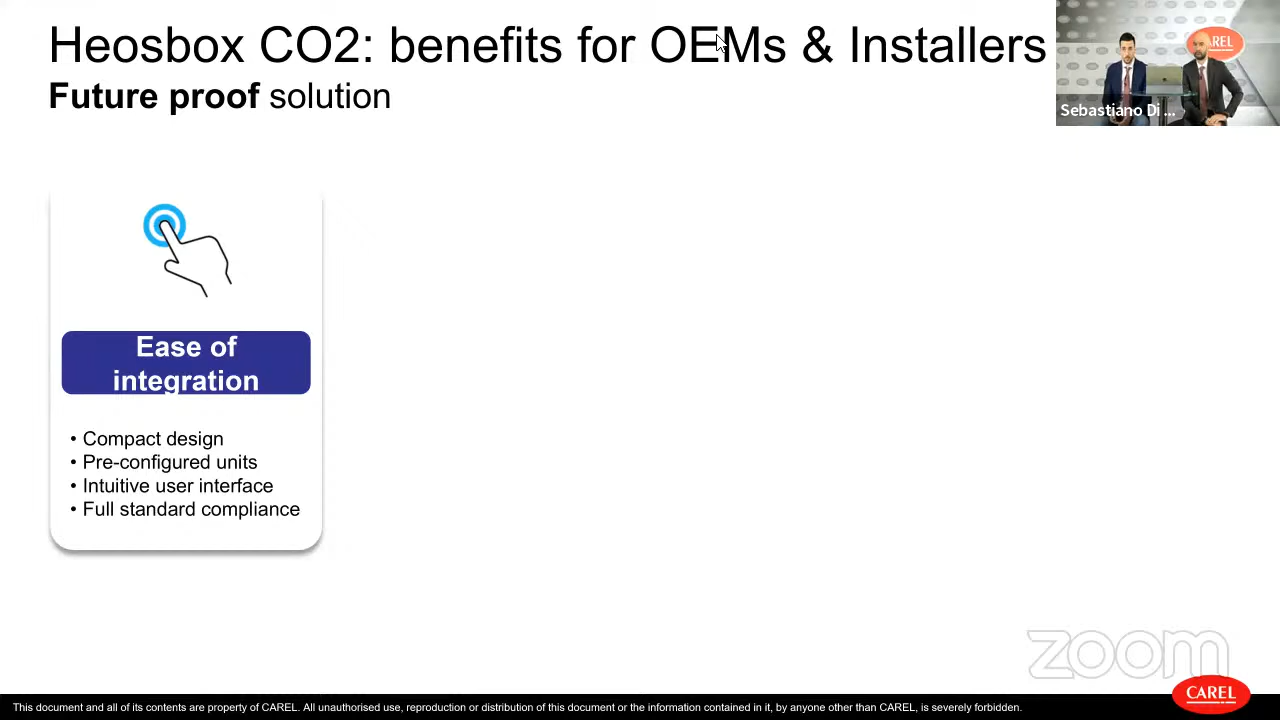 Heosbox CO2: benefits for OEMs & Installers
Future proof solution
CAREL
Sebastiano Di ...
Ease of
integration
• Compact design
• Pre-configured units
• Intuitive user interface
• Full standard compliance
zoom
CAREL
This document and all of its contents are property of CAREL. All unauthorised use, reproduction or distribution of this document or the information contained in it, by anyone other than CAREL, is severely forbidden.